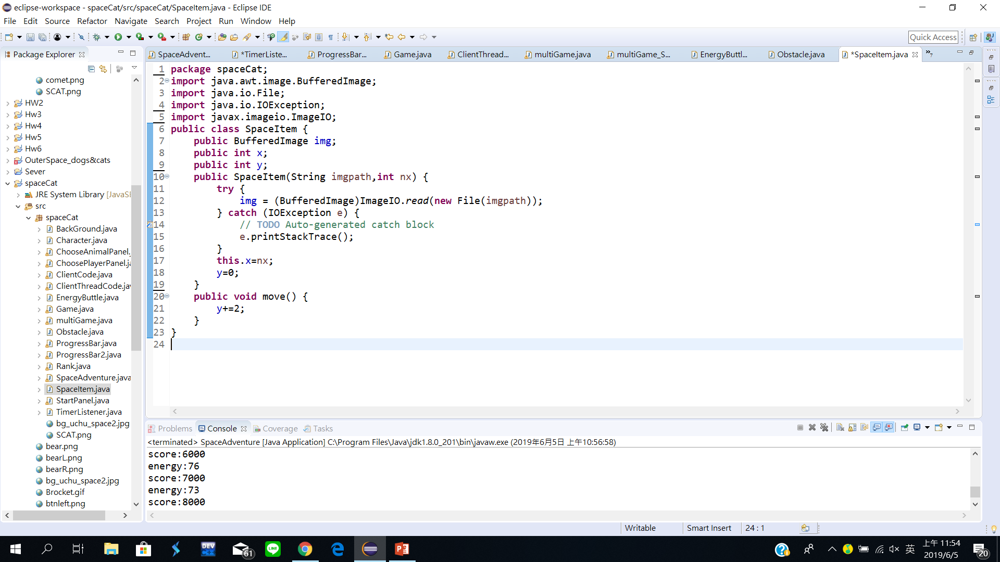 eclipse-workspace - spaceCat/src/spaceCat/SpaceItem.java - Eclipse IDE
File Edit Source Refactor Navigate Search Project Run Window Help
Quick Access
Package Explorer
SpaceAdvent... *TimerListe... ProgressBar... Game.java ClientThread... multiGame.java multiGame_S... EnergyButtl... Obstacle.java *SpaceItem.java »7
comet.png
SCAT.png
HW2
Hw3
Hw4
Hw5
Hw6
OuterSpace_dogs&cats
Sever
spaceCat
JRE System Library [JavaSE
src
spaceCat
BackGround.java
Character.java
ChooseAnimalPanel.
ChoosePlayerPanel.ja
ClientCode.java
ClientThreadCode.jav
EnergyButtle.java
Game.java
multiGame.java
Obstacle.java
ProgressBar.java
ProgressBar2.java
Rank.java
SpaceAdventure.java
SpaceItem.java
StartPanel.java
TimerListener.java
bg_uchu_space2.jpg
SCAT.png
bear.png
bearL.png
bearR.png
bg_uchu_space2.jpg
Brocket.gif
btnleft.png
1 package spaceCat;
2 import java.awt.image.BufferedImage;
3 import java.io.File;
4 import java.io.IOException;
5 import javax.imageio.ImageIO;
6 public class SpaceItem {
7 public BufferedImage img;
8 public int x;
9 public int y;
10 public SpaceItem(String imgpath,int nx) {
11 try {
12 img = (BufferedImage)ImageIO.read(new File(imgpath));
13 } catch (IOException e) {
14 // TODO Auto-generated catch block
15 e.printStackTrace();
16 }
17 this.x=nx;
18 y=0;
19 }
20 public void move() {
21 y+=2;
22 }
23 }
24
Problems Console Coverage Tasks
<terminated> SpaceAdventure [Java Application] C:\Program Files\Java\jdk1.8.0_201\bin\javaw.exe (2019年6月5日 上午10:56:58)
score:6000
energy:76
score:7000
energy:73
score:8000
Writable Smart Insert 24 : 1
DEV C++
61
LINE
英
上午 11:54
2019/6/5
20